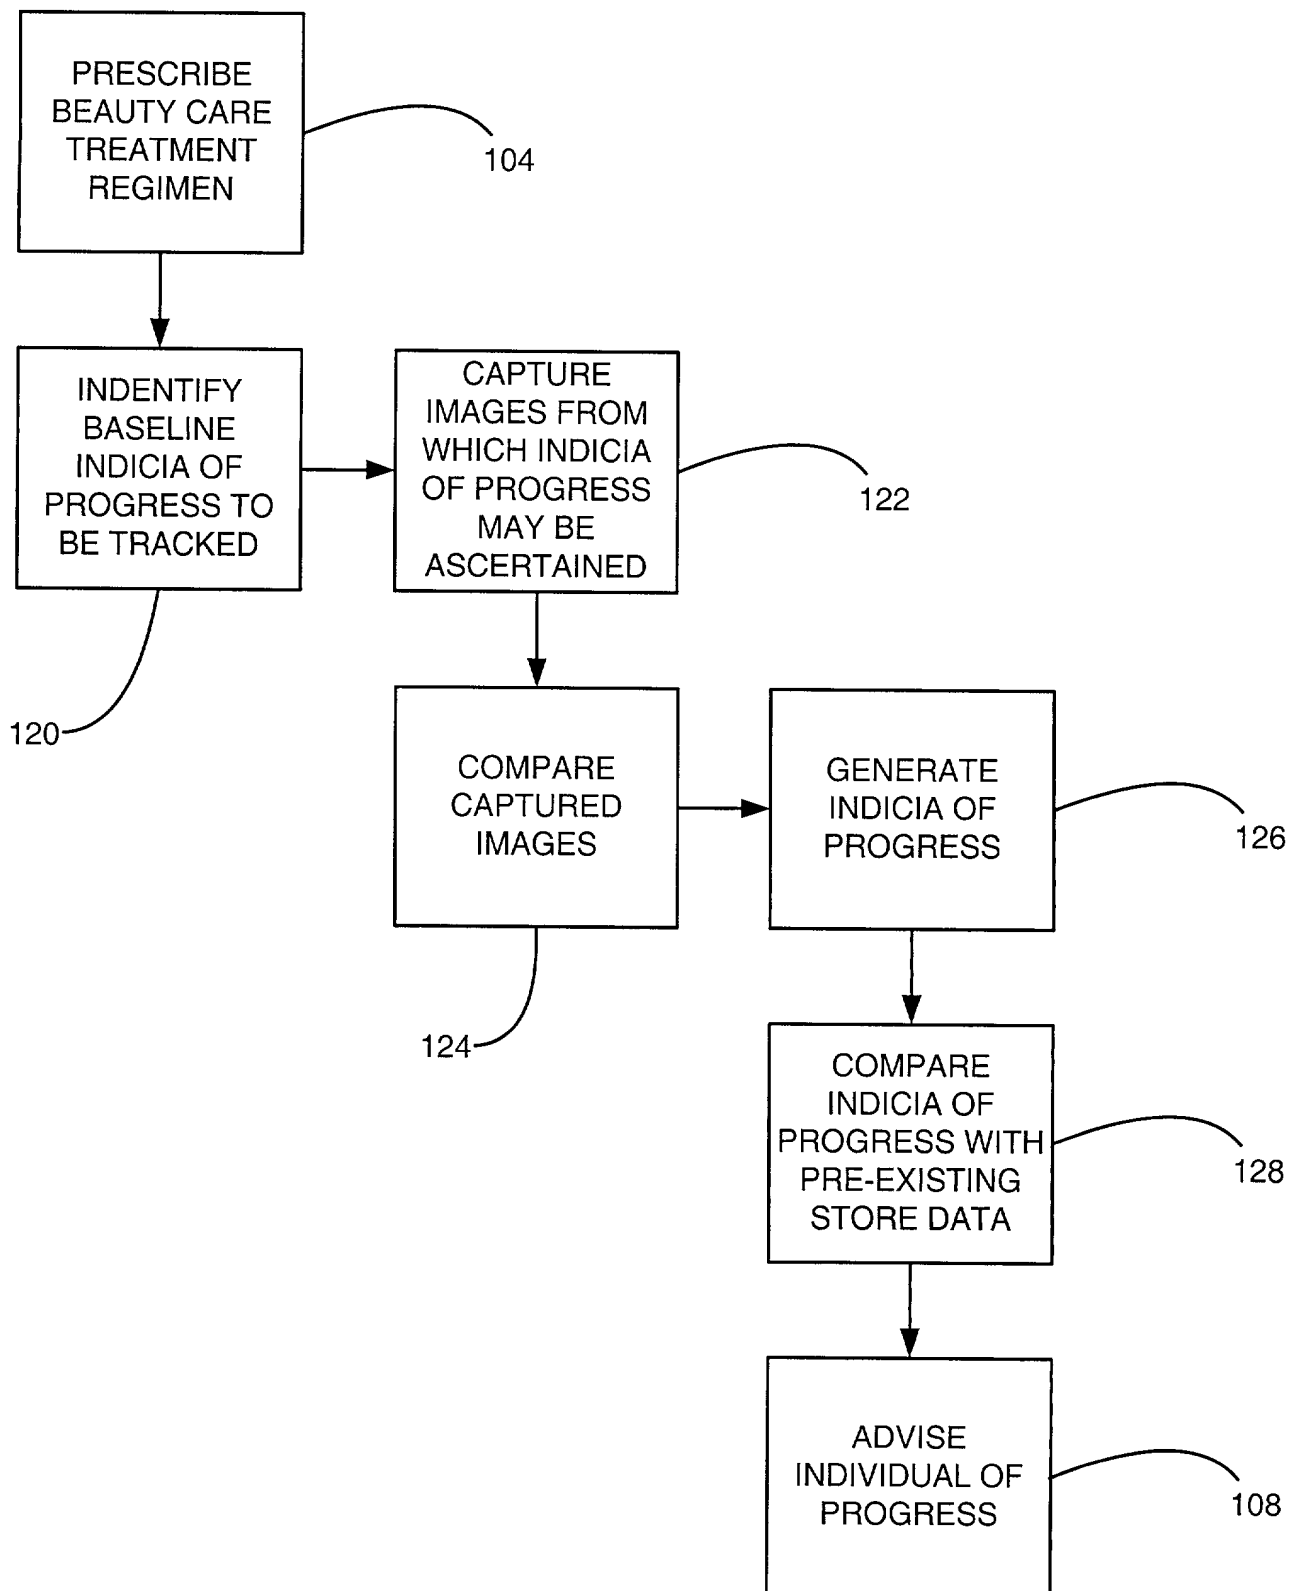 PRESCRIBE
BEAUTY CARE
TREATMENT
REGIMEN
104
INDENTIFY
BASELINE
INDICIA OF
PROGRESS TO
BE TRACKED
120
CAPTURE
IMAGES FROM
WHICH INDICIA
OF PROGRESS
MAY BE
ASCERTAINED
122
COMPARE
CAPTURED
IMAGES
124
GENERATE
INDICIA OF
PROGRESS
126
COMPARE
INDICIA OF
PROGRESS WITH
PRE-EXISTING
STORE DATA
128
ADVISE
INDIVIDUAL OF
PROGRESS
108